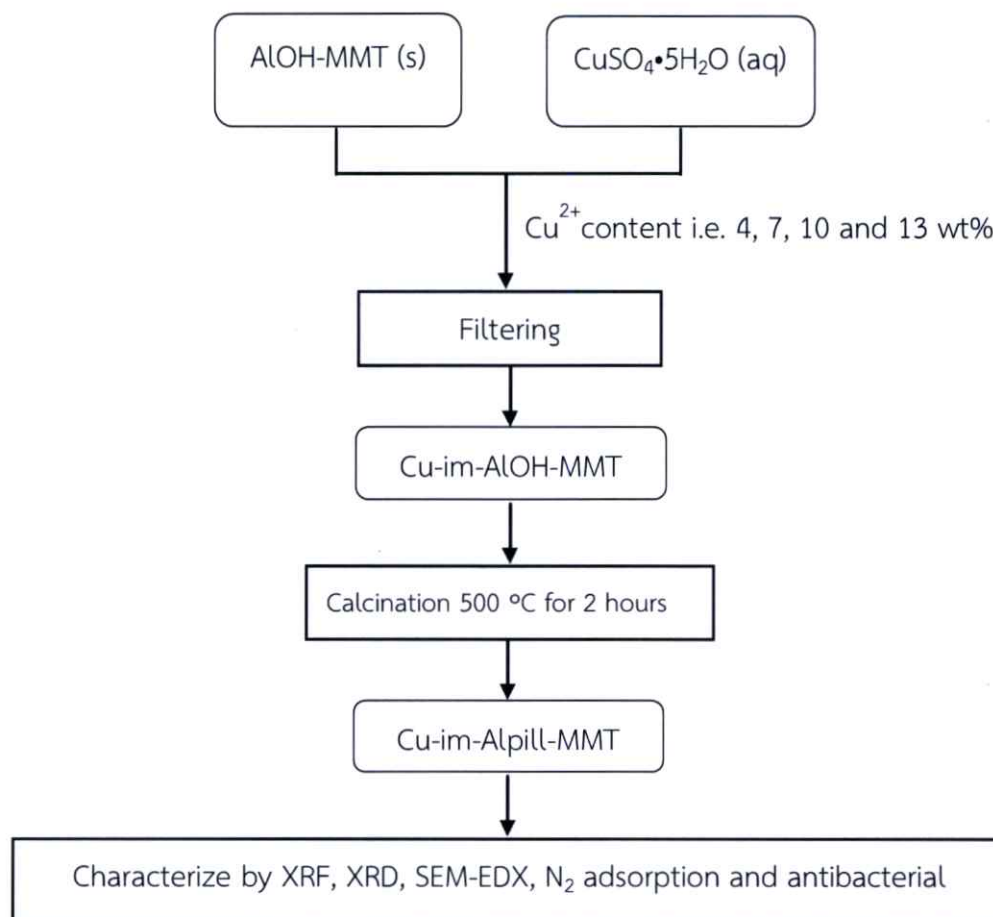 AlOH-MMT (s)
CuSO₄•5H₂O (aq)
Cu²⁺content i.e. 4, 7, 10 and 13 wt%
Filtering
Cu-im-AlOH-MMT
Calcination 500 ºC for 2 hours
Cu-im-Alpill-MMT
Characterize by XRF, XRD, SEM-EDX, N₂ adsorption and antibacterial